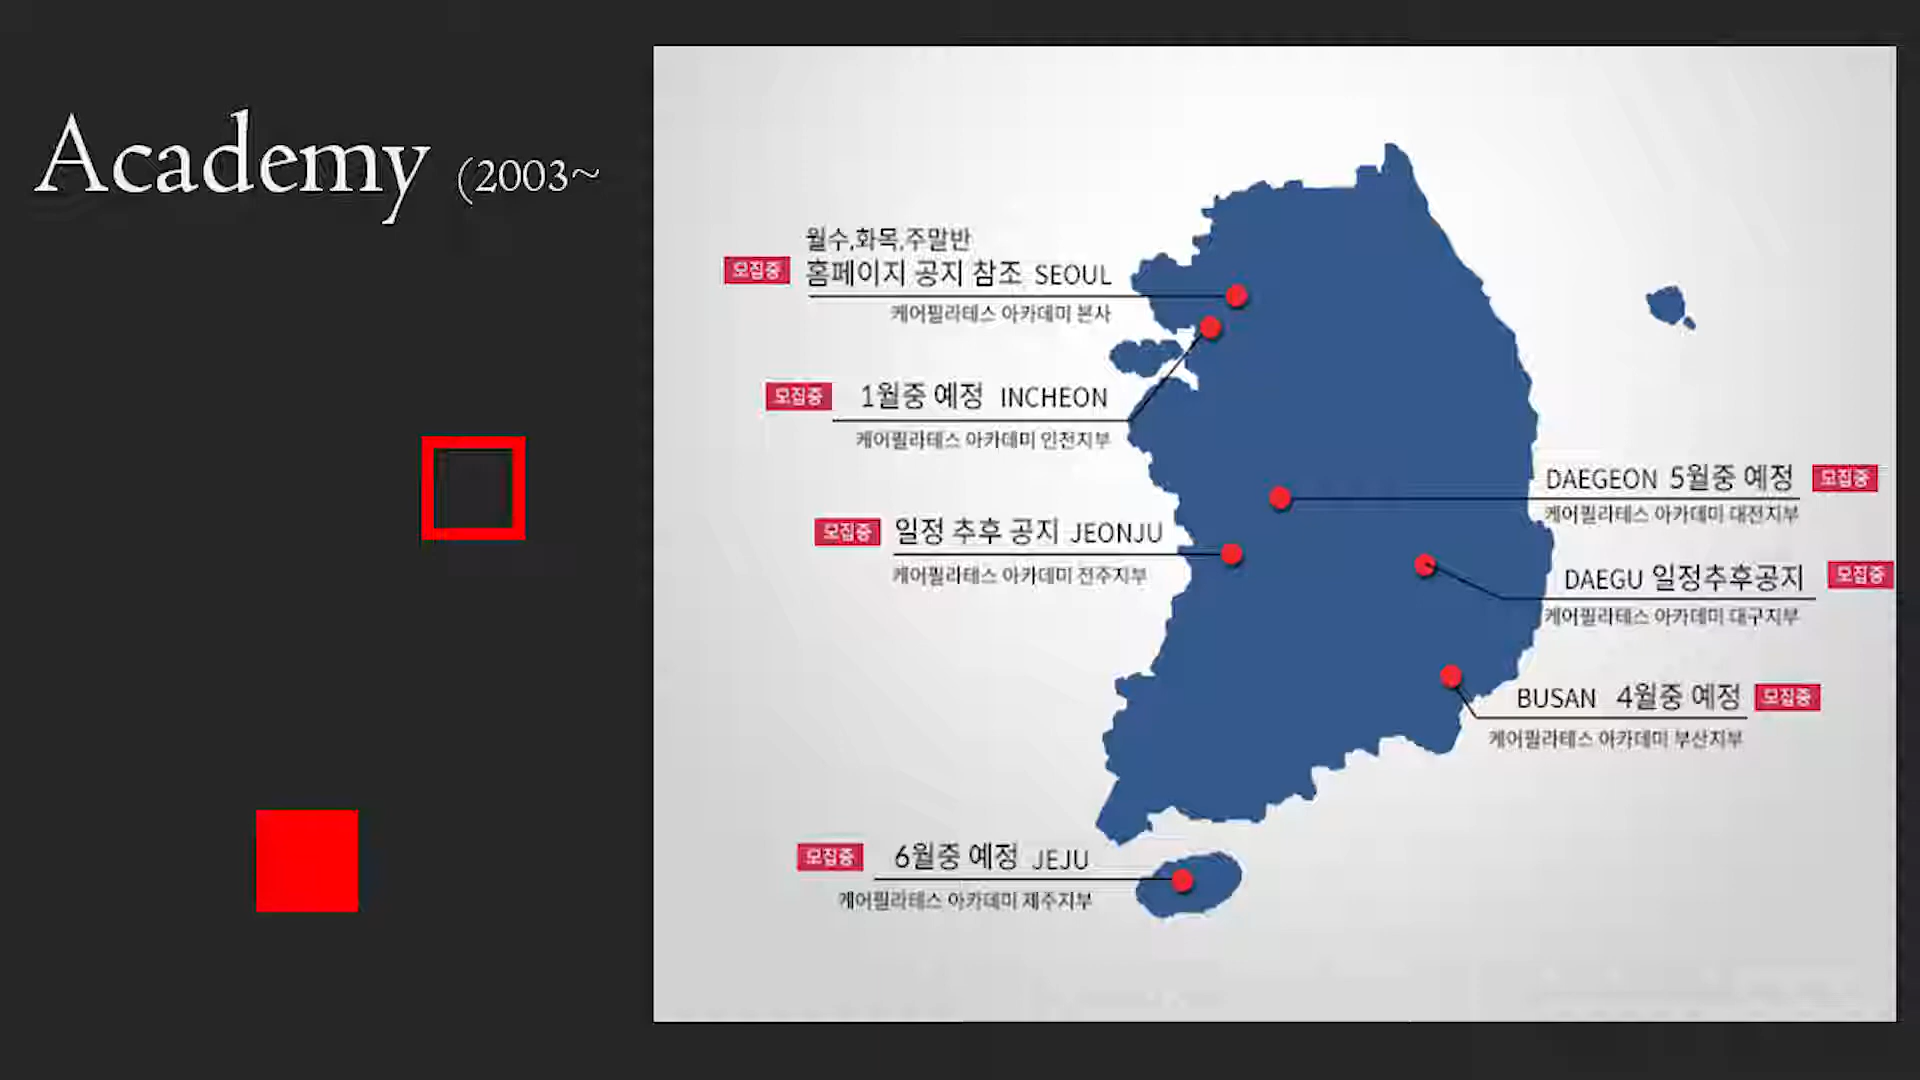 Academy (2003~
월수,화목,주말반
모집중 홈페이지 공지 참조 SEOUL
케어필라테스 아카데미 본사
모집중 1월중 예정 INCHEON
케어필라테스 아카데미 인천지부
DAEGEON 5월중 예정 모집중
케어필라테스 아카데미 대전지부
모집중 일정 추후 공지 JEONJU
케어필라테스 아카데미 전주지부
DAEGU 일정추후공지 모집중
케어필라테스 아카데미 대구지부
BUSAN 4월중 예정 모집중
케어필라테스 아카데미 부산지부
모집중 6월중 예정 JEJU
케어필라테스 아카데미 제주지부